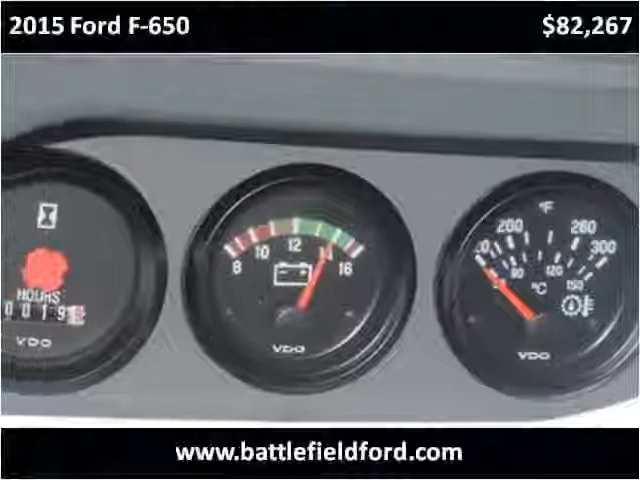 2015 Ford F-650
$82,267
HOURS
0019
VDO
8 10 12 14 16
VDO
°F
200 260 300
120 150
°C
VDO
www.battlefieldford.com